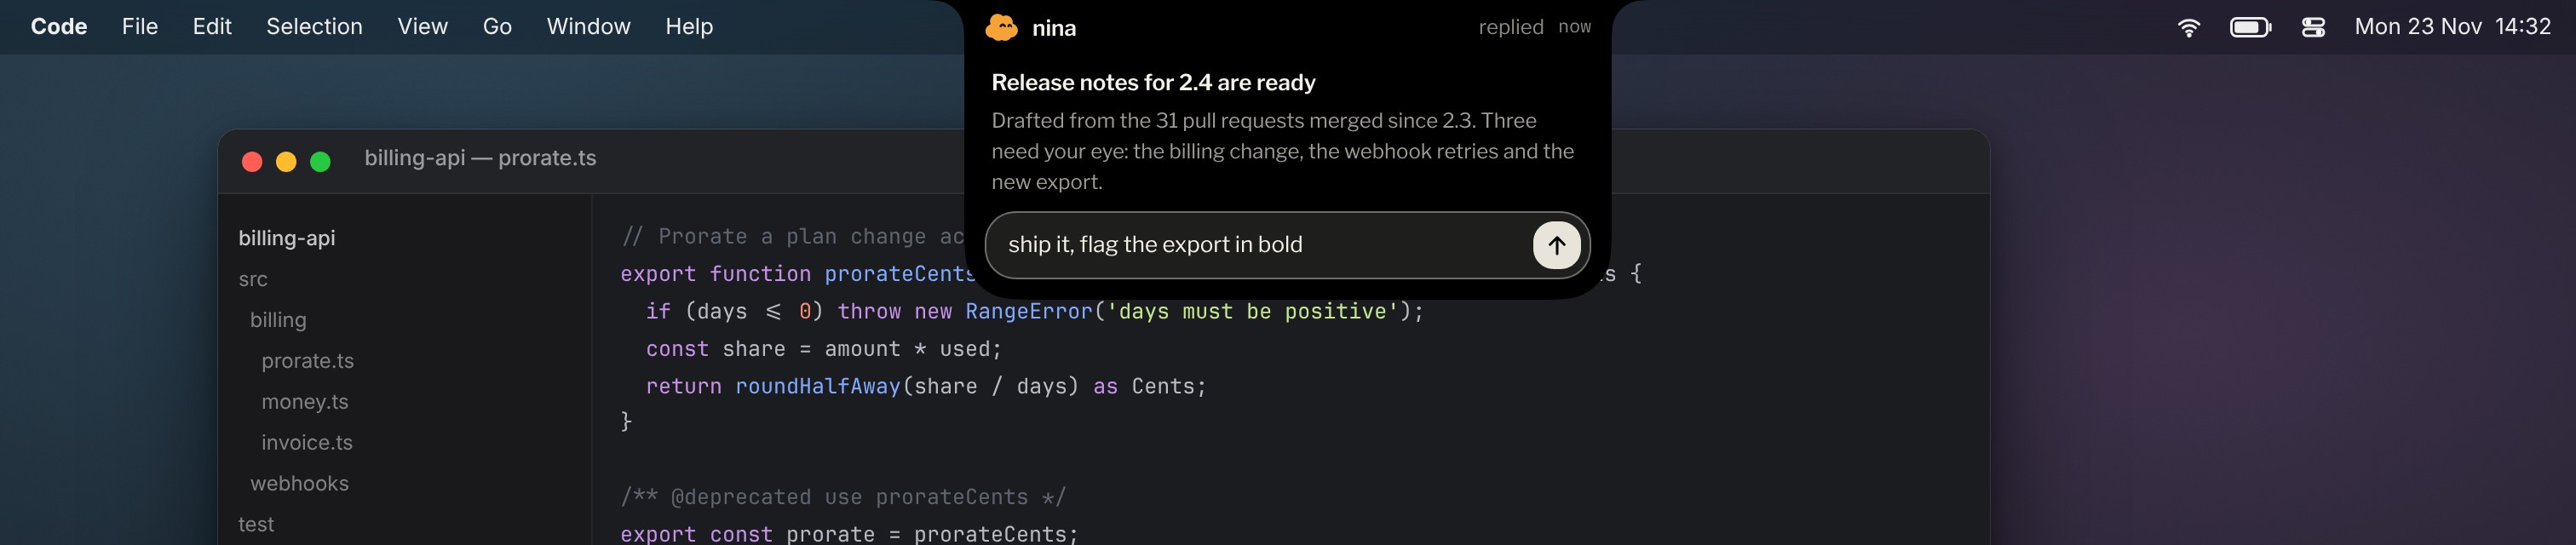 Code File Edit Selection View Go Window Help
Mon 23 Nov 14:32
nina replied now
Release notes for 2.4 are ready
Drafted from the 31 pull requests merged since 2.3. Three
need your eye: the billing change, the webhook retries and the
new export.
ship it, flag the export in bold
billing-api — prorate.ts
billing-api
src
billing
prorate.ts
money.ts
invoice.ts
webhooks
test
// Prorate a plan change ac
export function prorateCents s {
if (days <= 0) throw new RangeError('days must be positive');
const share = amount * used;
return roundHalfAway(share / days) as Cents;
}
/** @deprecated use prorateCents */
export const prorate = prorateCents;